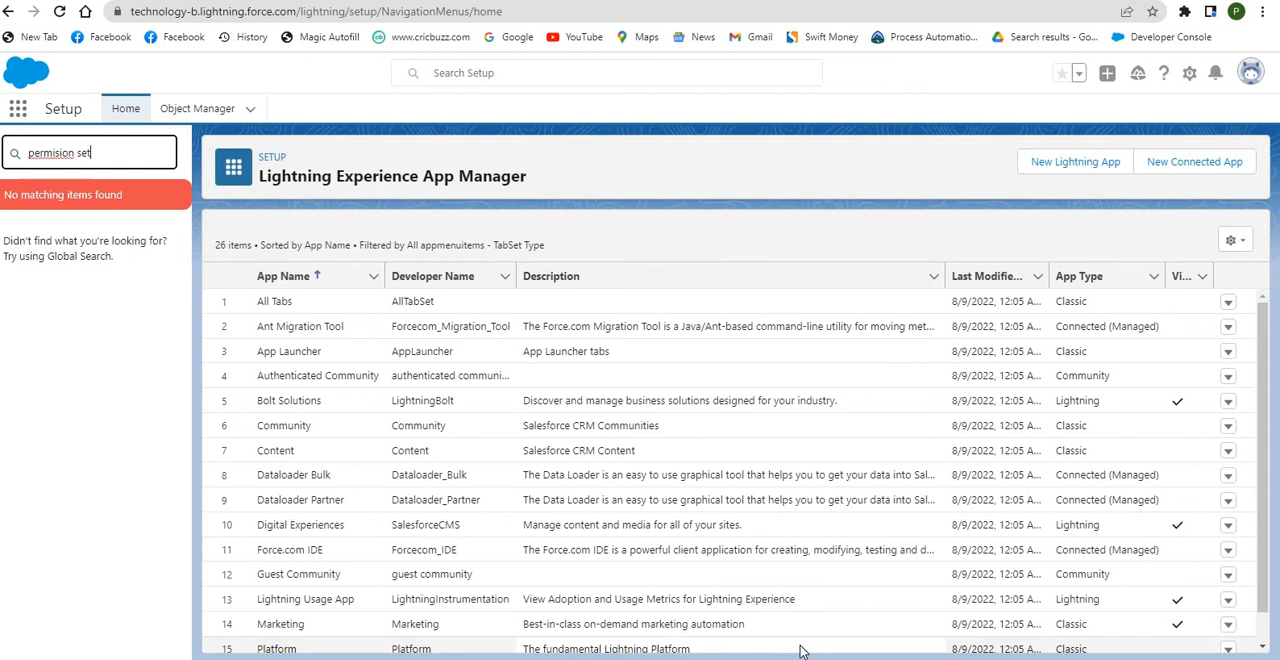 technology-b.lightning.force.com/lightning/setup/NavigationMenus/home
P
New Tab Facebook Facebook History Magic Autofill www.cricbuzz.com Google YouTube Maps News Gmail Swift Money Process Automatio... Search results - Go... Developer Console
Search Setup
Setup Home Object Manager
permision set
No matching items found
Didn't find what you're looking for?
Try using Global Search.
SETUP
Lightning Experience App Manager
New Lightning App New Connected App
26 items • Sorted by App Name • Filtered by All appmenuitems - TabSet Type
App Name Developer Name Description Last Modifie... App Type Vi...
1 All Tabs AllTabSet 8/9/2022, 12:05 A... Classic
2 Ant Migration Tool Forcecom_Migration_Tool The Force.com Migration Tool is a Java/Ant-based command-line utility for moving met... 8/9/2022, 12:05 A... Connected (Managed)
3 App Launcher AppLauncher App Launcher tabs 8/9/2022, 12:05 A... Classic
4 Authenticated Community authenticated communi... 8/9/2022, 12:05 A... Community
5 Bolt Solutions LightningBolt Discover and manage business solutions designed for your industry. 8/9/2022, 12:05 A... Lightning
6 Community Community Salesforce CRM Communities 8/9/2022, 12:05 A... Classic
7 Content Content Salesforce CRM Content 8/9/2022, 12:05 A... Classic
8 Dataloader Bulk Dataloader_Bulk The Data Loader is an easy to use graphical tool that helps you to get your data into Sal... 8/9/2022, 12:05 A... Connected (Managed)
9 Dataloader Partner Dataloader_Partner The Data Loader is an easy to use graphical tool that helps you to get your data into Sal... 8/9/2022, 12:05 A... Connected (Managed)
10 Digital Experiences SalesforceCMS Manage content and media for all of your sites. 8/9/2022, 12:05 A... Lightning
11 Force.com IDE Forcecom_IDE The Force.com IDE is a powerful client application for creating, modifying, testing and d... 8/9/2022, 12:05 A... Connected (Managed)
12 Guest Community guest community 8/9/2022, 12:05 A... Community
13 Lightning Usage App LightningInstrumentation View Adoption and Usage Metrics for Lightning Experience 8/9/2022, 12:05 A... Lightning
14 Marketing Marketing Best-in-class on-demand marketing automation 8/9/2022, 12:05 A... Classic
15 Platform Platform The fundamental Lightning Platform 8/9/2022, 12:05 A... Classic